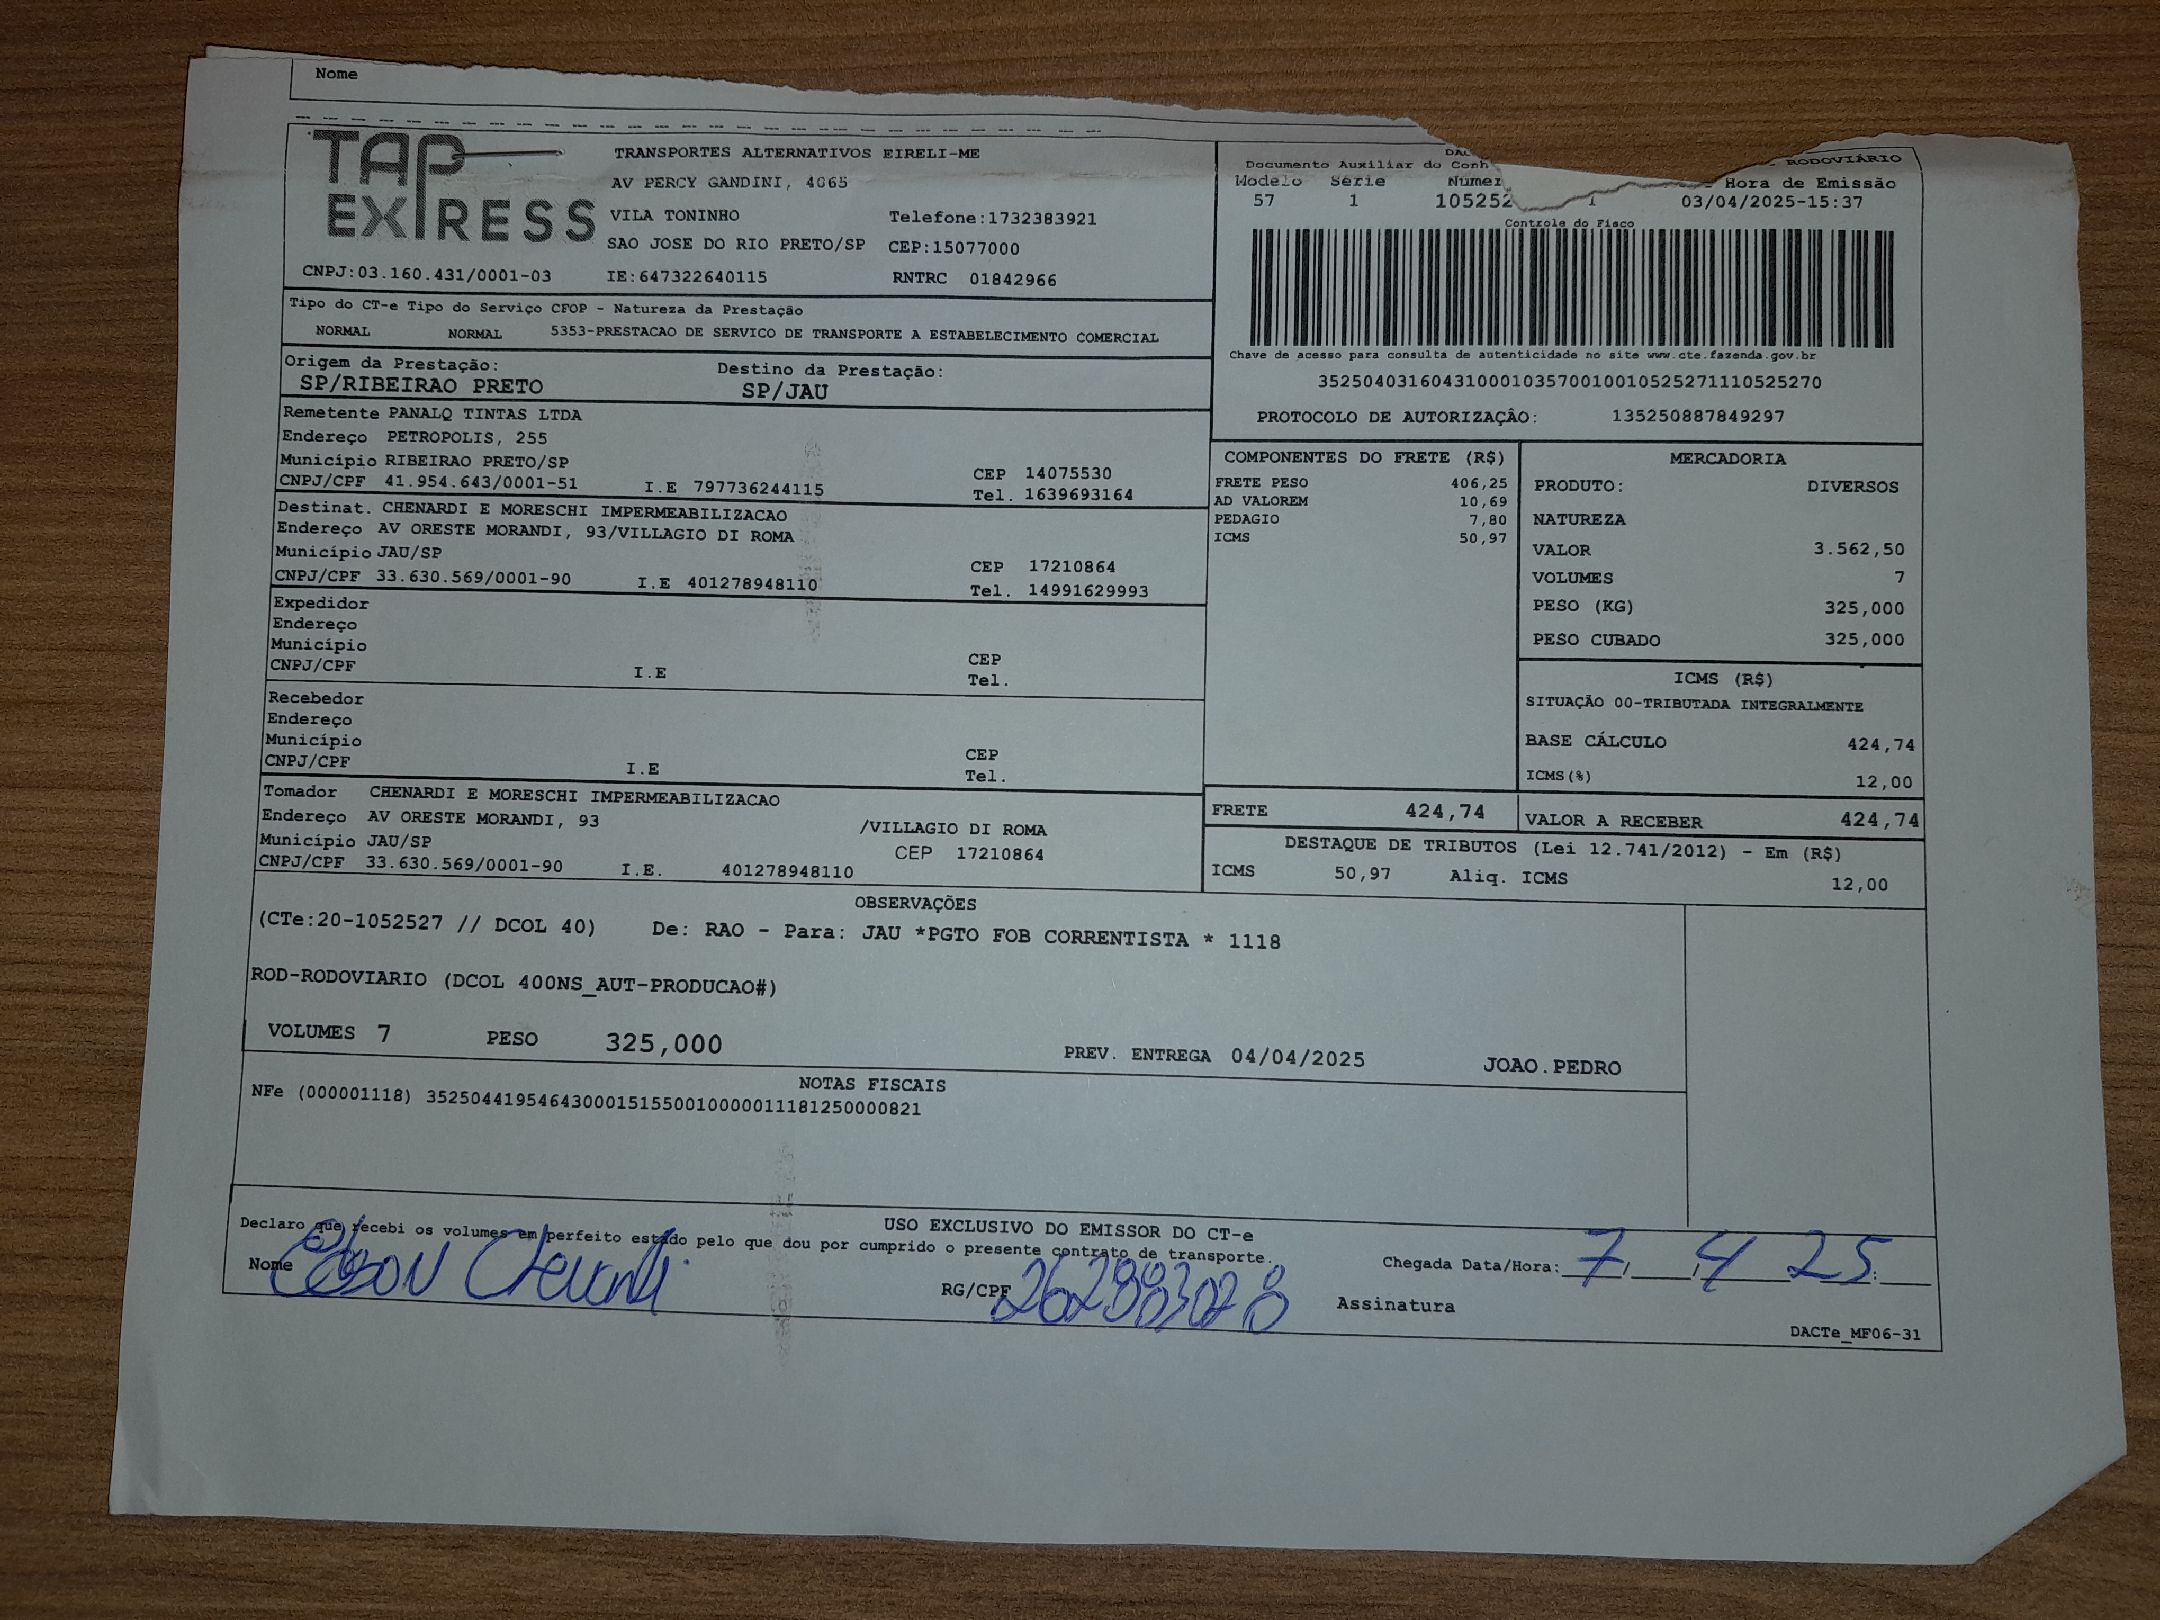 Nome
TAP EXPRESS
TRANSPORTES ALTERNATIVOS EIRELI-ME
AV PERCY GANDINI, 4065
VILA TONINHO Telefone:1732383921
SAO JOSE DO RIO PRETO/SP CEP:15077000
CNPJ:03.160.431/0001-03 IE:647322640115 RNTRC 01842966
RODOVIÁRIO
Documento Auxiliar do
Modelo Série Hora de Emissão
57 1 105252 1 03/04/2025-15:37
Controle do Fisco
Chave de acesso para consulta de autenticidade no site www.cte.fazenda.gov.br
35250403160431000103570010010525271110525270
PROTOCOLO DE AUTORIZAÇÃO: 135250887849297
Tipo do CT-e Tipo do Serviço CFOP - Natureza da Prestação
NORMAL NORMAL 5353-PRESTACAO DE SERVICO DE TRANSPORTE A ESTABELECIMENTO COMERCIAL
Origem da Prestação: Destino da Prestação:
SP/RIBEIRAO PRETO SP/JAU
Remetente PANALQ TINTAS LTDA
Endereço PETROPOLIS, 255
Município RIBEIRAO PRETO/SP CEP 14075530
CNPJ/CPF 41.954.643/0001-51 I.E 797736244115 Tel. 1639693164
Destinat. CHENARDI E MORESCHI IMPERMEABILIZACAO
Endereço AV ORESTE MORANDI, 93/VILLAGIO DI ROMA
Município JAU/SP CEP 17210864
CNPJ/CPF 33.630.569/0001-90 I.E 401278948110 Tel. 14991629993
Expedidor
Endereço
Município CEP
CNPJ/CPF I.E Tel.
Recebedor
Endereço
Município CEP
CNPJ/CPF I.E Tel.
Tomador CHENARDI E MORESCHI IMPERMEABILIZACAO
Endereço AV ORESTE MORANDI, 93 /VILLAGIO DI ROMA
Município JAU/SP CEP 17210864
CNPJ/CPF 33.630.569/0001-90 I.E. 401278948110
COMPONENTES DO FRETE (R$)
FRETE PESO 406,25
AD VALOREM 10,69
PEDAGIO 7,80
ICMS 50,97
MERCADORIA
PRODUTO: DIVERSOS
NATUREZA
VALOR 3.562,50
VOLUMES 7
PESO (KG) 325,000
PESO CUBADO 325,000
ICMS (R$)
SITUAÇÃO 00-TRIBUTADA INTEGRALMENTE
BASE CÁLCULO 424,74
ICMS(%) 12,00
FRETE 424,74 VALOR A RECEBER 424,74
DESTAQUE DE TRIBUTOS (Lei 12.741/2012) - Em (R$)
ICMS 50,97 Aliq. ICMS 12,00
OBSERVAÇÕES
(CTe:20-1052527 // DCOL 40) De: RAO - Para: JAU *PGTO FOB CORRENTISTA * 1118
ROD-RODOVIARIO (DCOL 400NS_AUT-PRODUCAO#)
VOLUMES 7 PESO 325,000 PREV. ENTREGA 04/04/2025 JOAO.PEDRO
NOTAS FISCAIS
NFe (000001118) 35250441954643000151550010000011181250000821
USO EXCLUSIVO DO EMISSOR DO CT-e
Declaro que recebi os volumes em perfeito estado pelo que dou por cumprido o presente contrato de transporte.
Nome RG/CPF Chegada Data/Hora: 7 4 25
Assinatura
DACTe_MF06-31